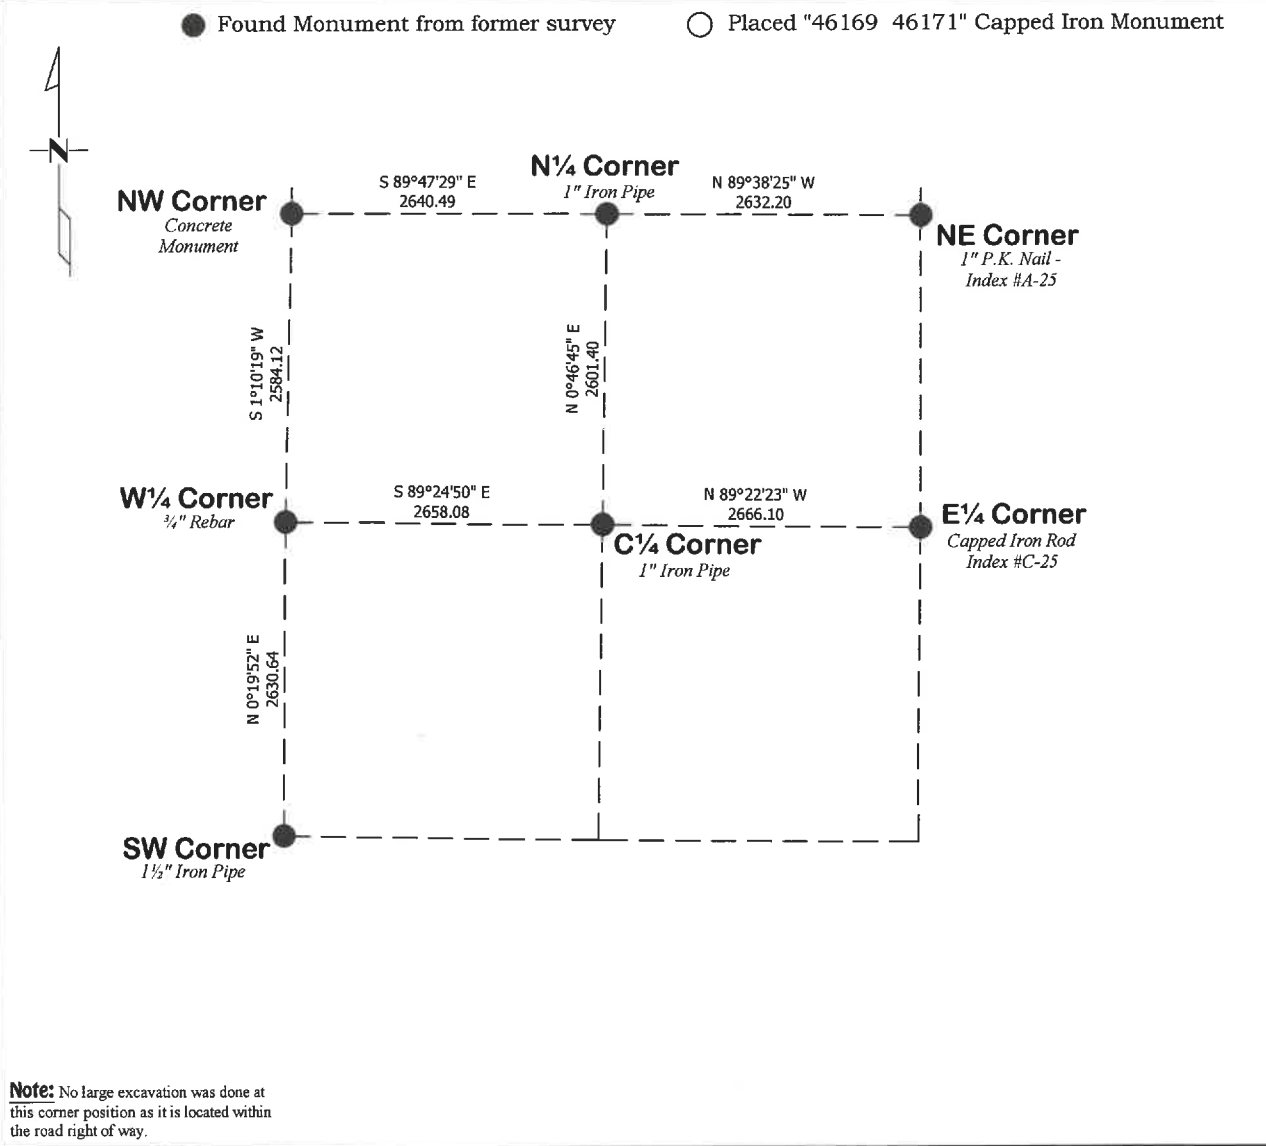 Found Monument from former survey
Placed "46169 46171" Capped Iron Monument
N
N¼ Corner
1" Iron Pipe
S 89°47'29" E
2640.49
N 89°38'25" W
2632.20
NW Corner
Concrete
Monument
NE Corner
1" P.K. Nail -
Index #A-25
S 1°10'19" W
2584.12
N 0°46'45" E
2601.40
W¼ Corner
¾" Rebar
S 89°24'50" E
2658.08
N 89°22'23" W
2666.10
E¼ Corner
Capped Iron Rod
Index #C-25
C¼ Corner
1" Iron Pipe
N 0°19'52" E
2630.64
SW Corner
1½" Iron Pipe
Note: No large excavation was done at
this corner position as it is located within
the road right of way.